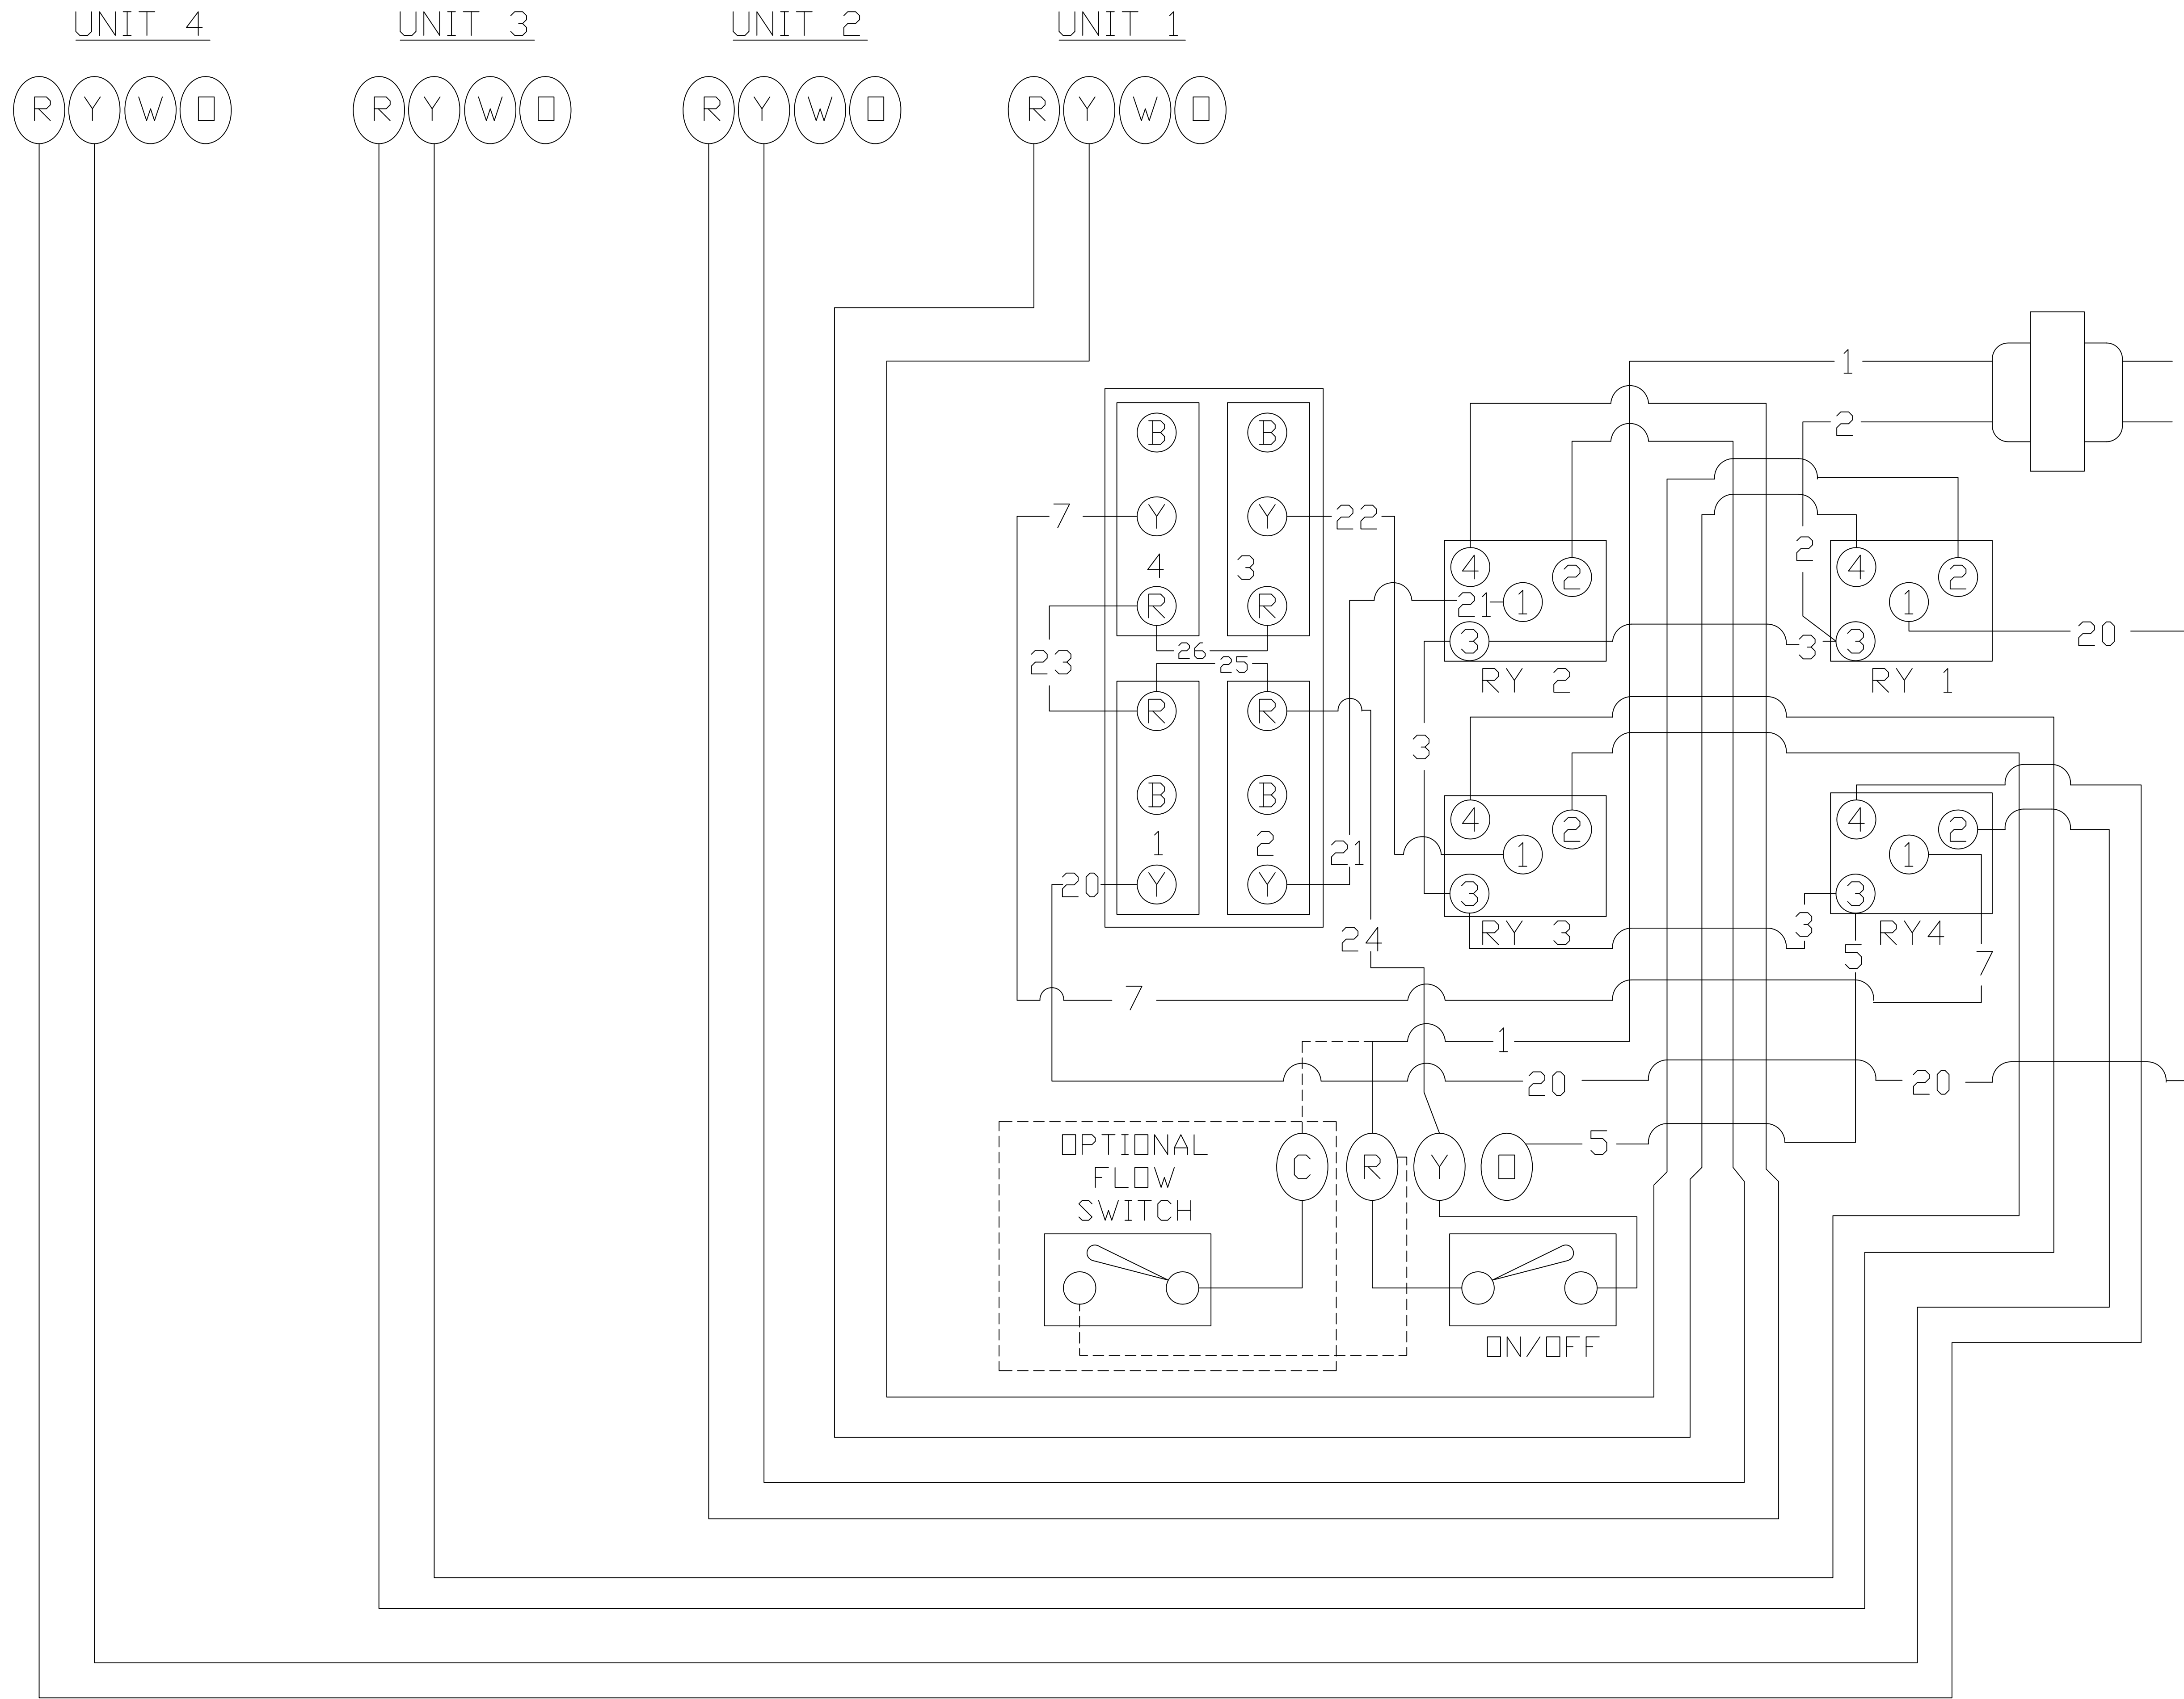 UNIT 4 UNIT 3 UNIT 2 UNIT 1
R Y W O R Y W O R Y W O R Y W O
1
B B 2
7 Y Y 22
4 3 4 2 2 4 2
R R 21 1 1
3 3 3 20
23 26
25 RY 2 RY 1
R R
3
B B 4 2 4 2
1 2 21 1 1
20 Y Y 3 3
24 RY 3 3 RY4
5 7
7
1
20 20
OPTIONAL C R Y O 5
FLOW
SWITCH
ON/OFF